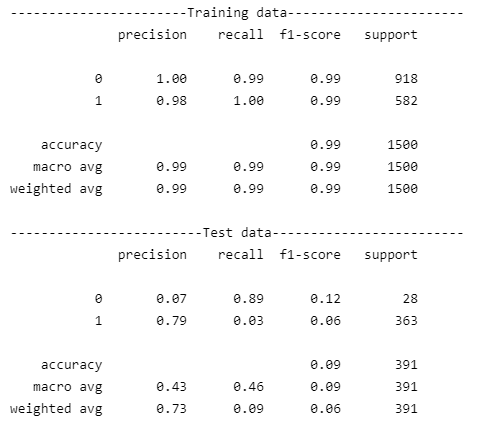 -----------------------Training data-----------------------
precision recall f1-score support
0 1.00 0.99 0.99 918
1 0.98 1.00 0.99 582
accuracy 0.99 1500
macro avg 0.99 0.99 0.99 1500
weighted avg 0.99 0.99 0.99 1500
-------------------------Test data-------------------------
precision recall f1-score support
0 0.07 0.89 0.12 28
1 0.79 0.03 0.06 363
accuracy 0.09 391
macro avg 0.43 0.46 0.09 391
weighted avg 0.73 0.09 0.06 391